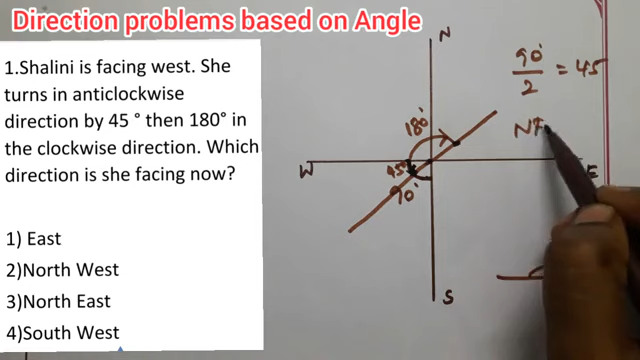 Direction problems based on Angle
1.Shalini is facing west. She
turns in anticlockwise
direction by 45 ° then 180° in
the clockwise direction. Which
direction is she facing now?
1) East
2)North West
3)North East
4)South West
N
W
E
S
180°
45°
90°
90°/2 = 45
NE